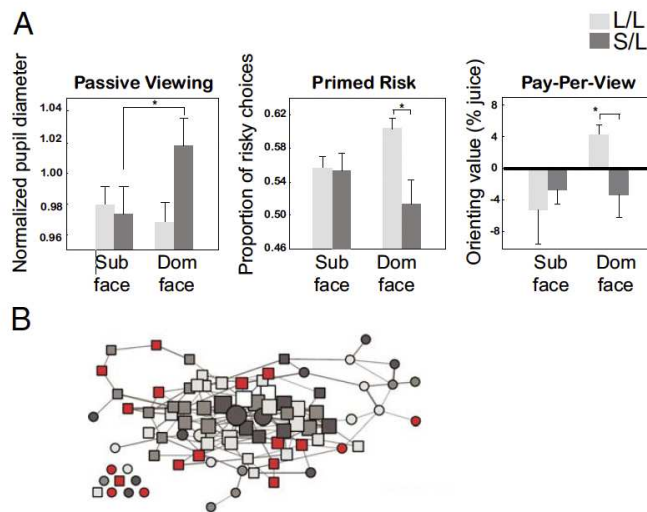 A
L/L
S/L
Passive Viewing
Primed Risk
Pay-Per-View
Normalized pupil diameter
1.04
1.02
1.00
0.98
0.96
*
Sub face
Dom face
Proportion of risky choices
0.62
0.58
0.54
0.50
0.46
*
Sub face
Dom face
Orienting value (% juice)
8
4
0
-4
-8
*
Sub face
Dom face
B